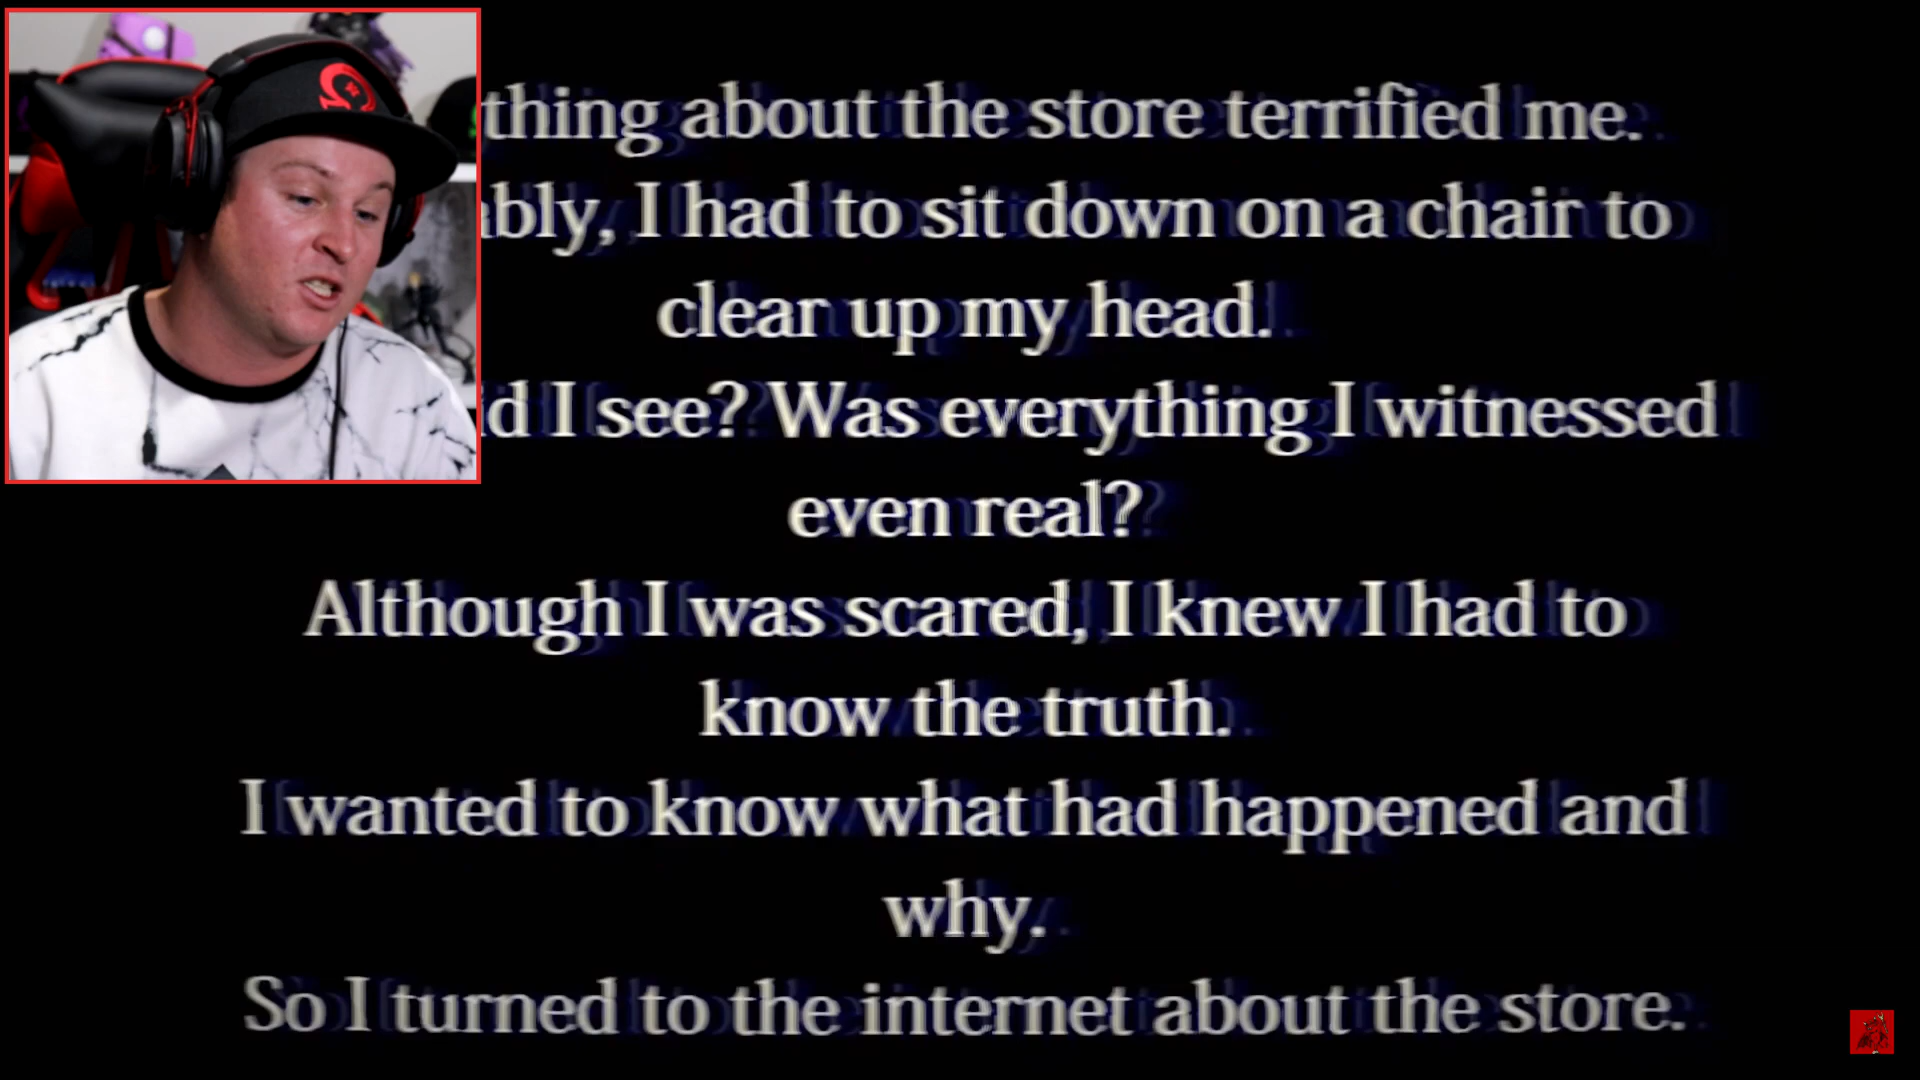 thing about the store terrified me.
ably, I had to sit down on a chair to
clear up my head.
id I see? Was everything I witnessed
even real?
Although I was scared, I knew I had to
know the truth.
I wanted to know what had happened and
why.
So I turned to the internet about the store.